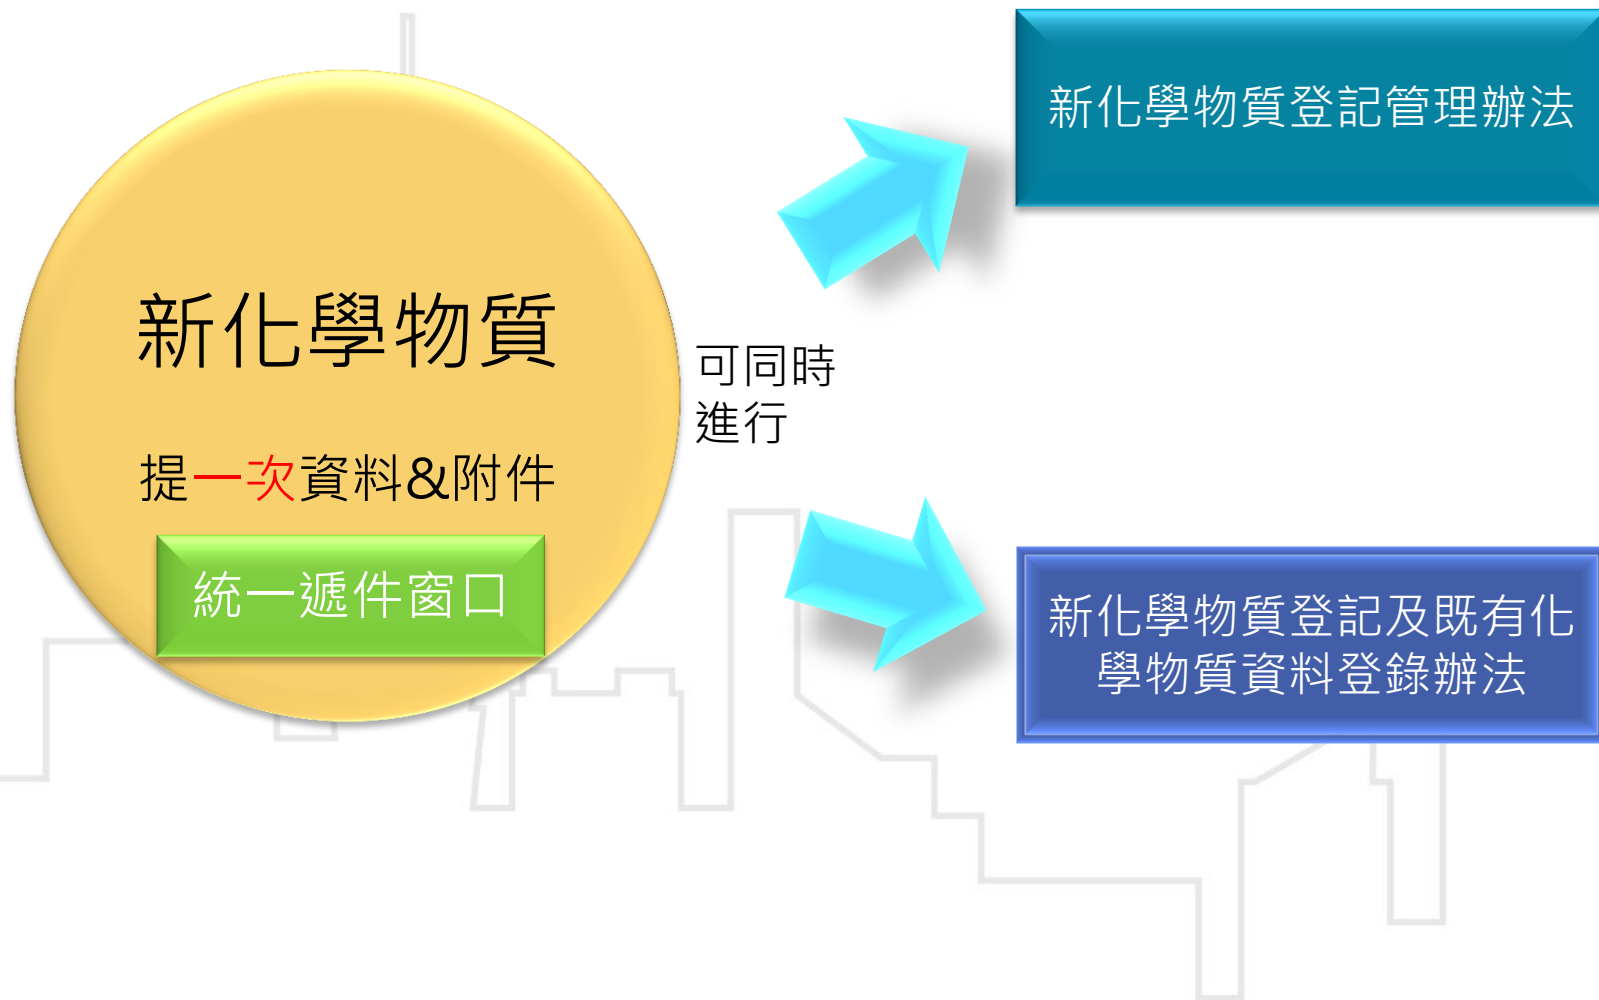 新化學物質
提一次資料&附件
統一遞件窗口
可同時
進行
新化學物質登記管理辦法
新化學物質登記及既有化
學物質資料登錄辦法